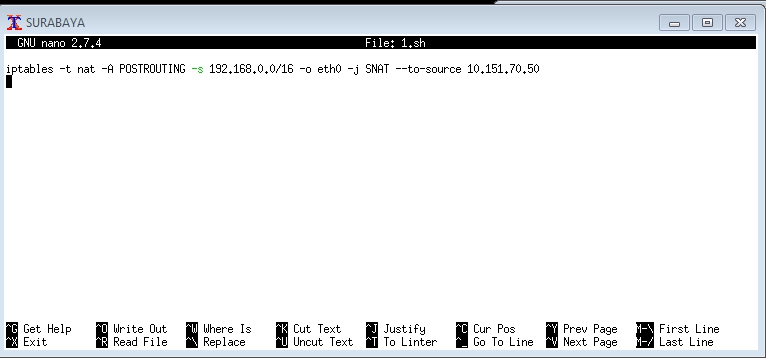 SURABAYA
GNU nano 2.7.4 File: 1.sh
iptables -t nat -A POSTROUTING -s 192.168.0.0/16 -o eth0 -j SNAT --to-source 10.151.70.50
^G Get Help ^O Write Out ^W Where Is ^K Cut Text ^J Justify ^C Cur Pos ^Y Prev Page M-\ First Line
^X Exit ^R Read File ^\ Replace ^U Uncut Text ^T To Linter ^_ Go To Line ^V Next Page M-/ Last Line